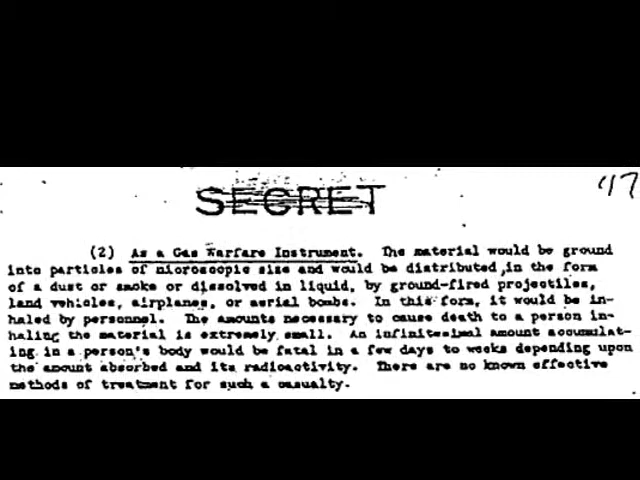 SECRET
'47
(2) As a Gas Warfare Instrument. The material would be ground
into particles of microscopic size and would be distributed in the form
of a dust or smoke or dissolved in liquid, by ground-fired projectiles,
land vehicles, airplanes, or aerial bombs. In this form, it would be in-
haled by personnel. The amounts necessary to cause death to a person in-
haling the material is extremely small. An infinitesimal amount accumulat-
ing in a person's body would be fatal in a few days to weeks depending upon
the amount absorbed and its radioactivity. There are no known effective
methods of treatment for such a casualty.